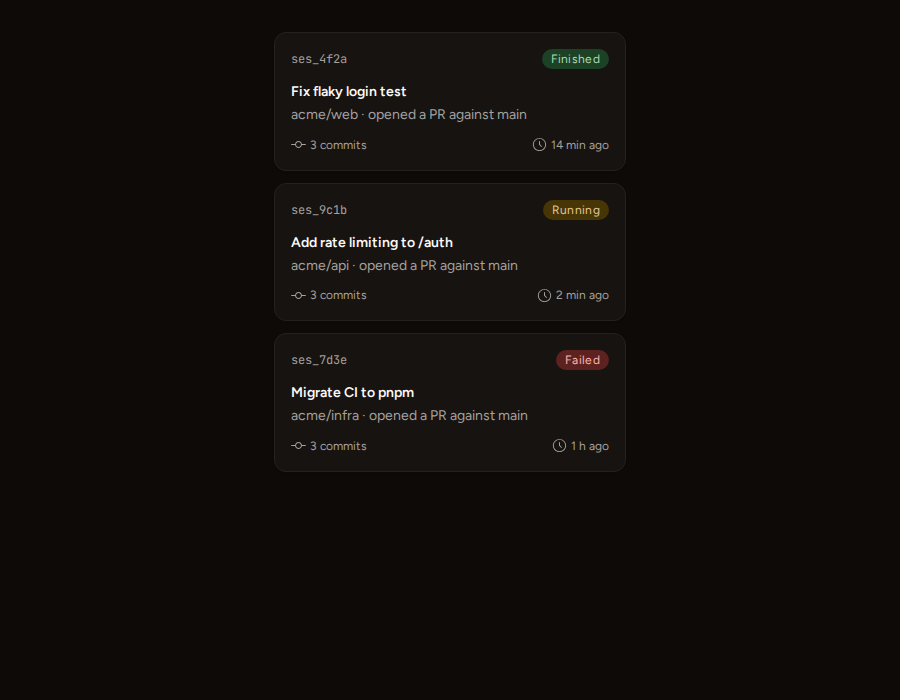 ses_4f2a Finished
Fix flaky login test
acme/web · opened a PR against main
3 commits 14 min ago
ses_9c1b Running
Add rate limiting to /auth
acme/api · opened a PR against main
3 commits 2 min ago
ses_7d3e Failed
Migrate CI to pnpm
acme/infra · opened a PR against main
3 commits 1 h ago